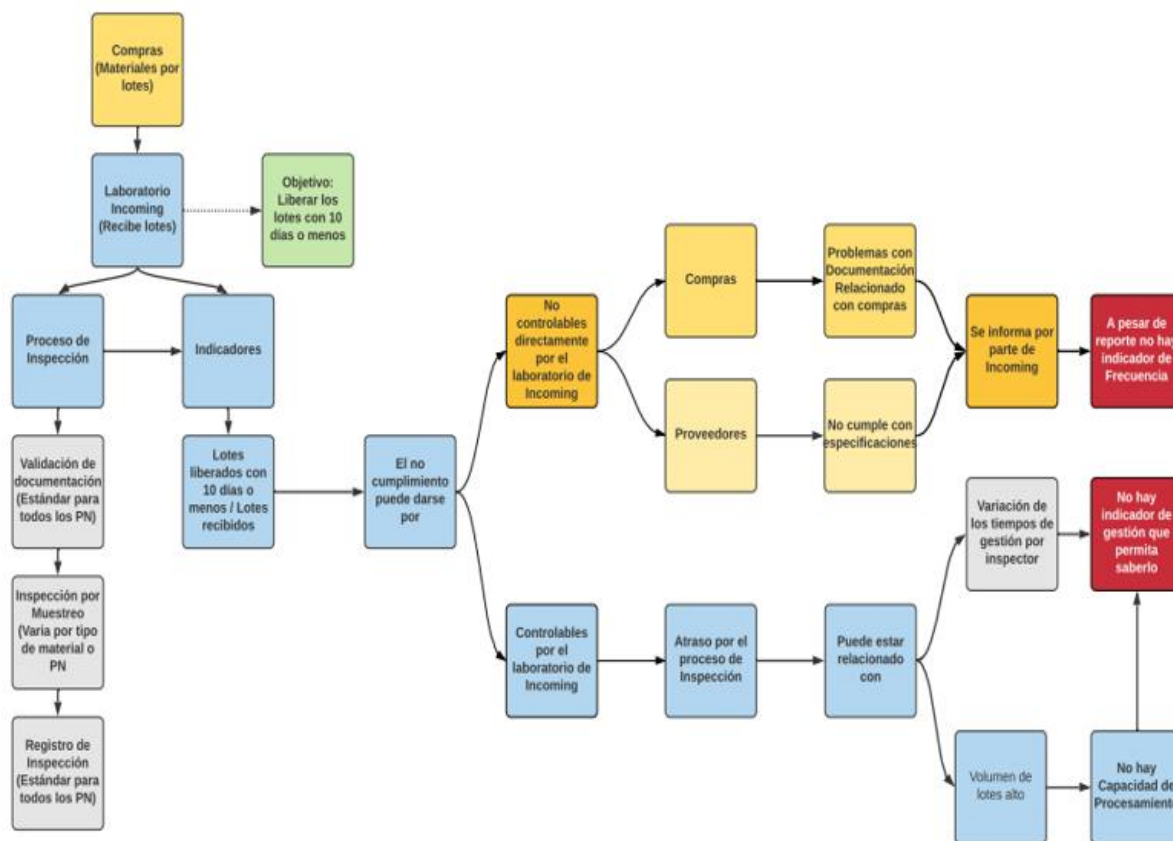 Compras
(Materiales por
lotes)
Laboratorio
Incoming
(Recibe lotes)
Objetivo:
Liberar los
lotes con 10
días o menos
Proceso de
Inspección
Indicadores
Validación de
documentación
(Estándar para
todos los PN)
Inspección por
Muestreo
(Varia por tipo
de material o
PN
Registro de
Inspección
(Estándar para
todos los PN)
Lotes
liberados con
10 días o
menos / Lotes
recibidos
El no
cumplimiento
puede darse
por
No
controlables
directamente
por el
laboratorio de
Incoming
Compras
Problemas con
Documentación
Relacionado
con compras
Proveedores
No cumple con
especificaciones
Se informa por
parte de
Incoming
A pesar de
reporte no hay
indicador de
Frecuencia
Controlables
por el
laboratorio de
Incoming
Atraso por el
proceso de
Inspección
Puede estar
relacionado
con
Variación de
los tiempos de
gestión por
inspector
No hay
indicador de
gestión que
permita
saberlo
Volumen de
lotes alto
No hay
Capacidad de
Procesamiento